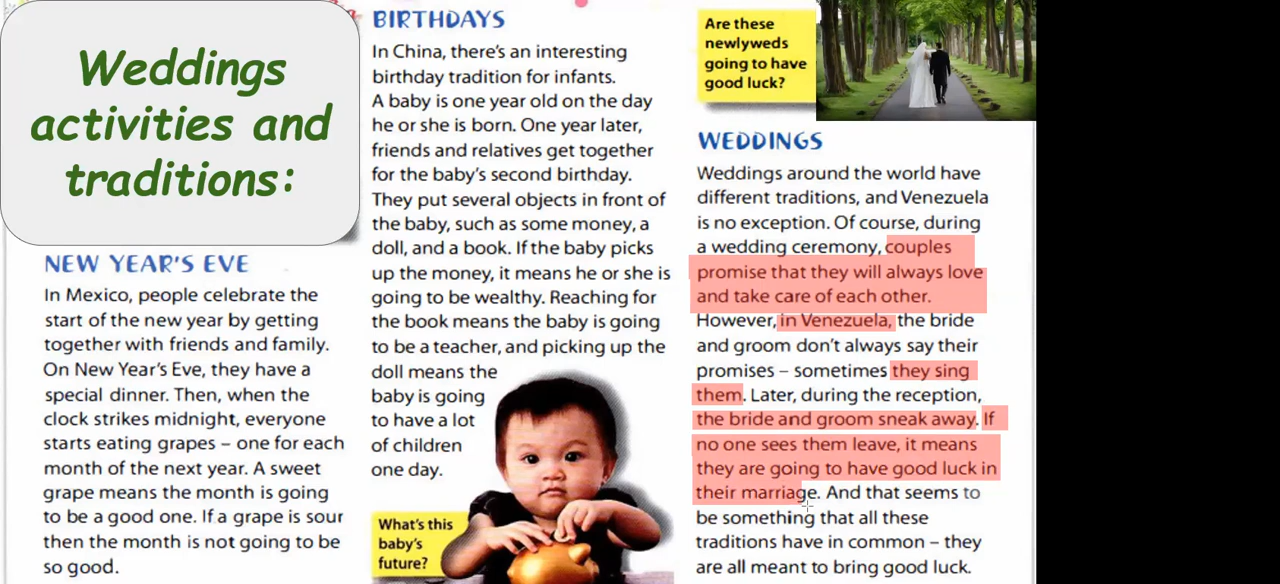 Weddings
activities and
traditions:
NEW YEAR'S EVE
In Mexico, people celebrate the
start of the new year by getting
together with friends and family.
On New Year's Eve, they have a
special dinner. Then, when the
clock strikes midnight, everyone
starts eating grapes – one for each
month of the next year. A sweet
grape means the month is going
to be a good one. If a grape is sour
then the month is not going to be
so good.
BIRTHDAYS
In China, there's an interesting
birthday tradition for infants.
A baby is one year old on the day
he or she is born. One year later,
friends and relatives get together
for the baby's second birthday.
They put several objects in front of
the baby, such as some money, a
doll, and a book. If the baby picks
up the money, it means he or she is
going to be wealthy. Reaching for
the book means the baby is going
to be a teacher, and picking up the
doll means the
baby is going
to have a lot
of children
one day.
What's this
baby's
future?
Are these
newlyweds
going to have
good luck?
WEDDINGS
Weddings around the world have
different traditions, and Venezuela
is no exception. Of course, during
a wedding ceremony, couples
promise that they will always love
and take care of each other.
However, in Venezuela, the bride
and groom don't always say their
promises – sometimes they sing
them. Later, during the reception,
the bride and groom sneak away. If
no one sees them leave, it means
they are going to have good luck in
their marriage. And that seems to
be something that all these
traditions have in common – they
are all meant to bring good luck.